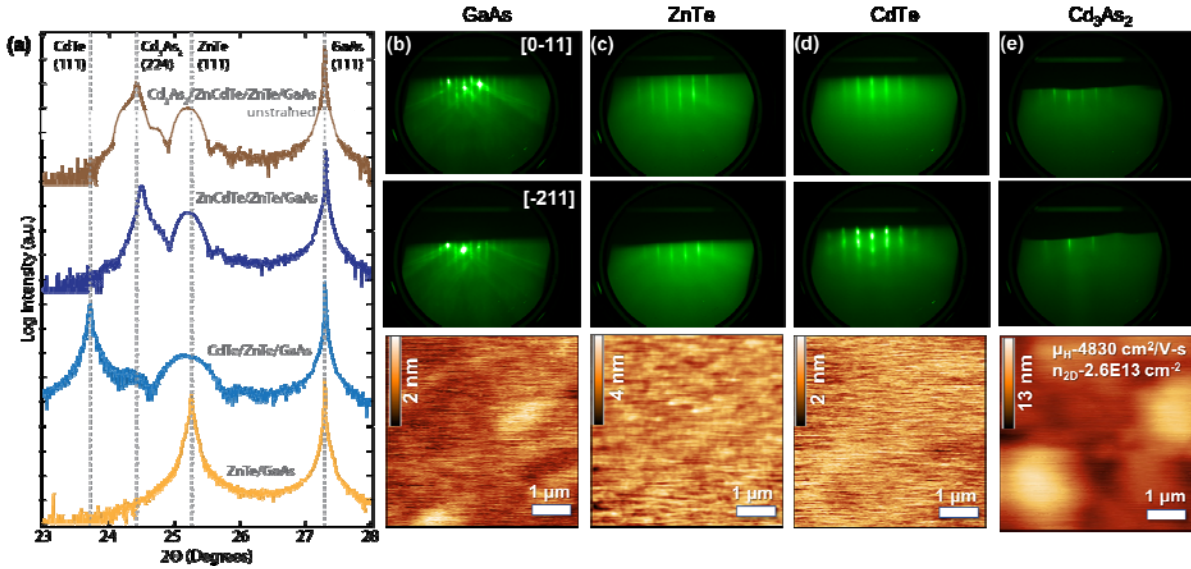 GaAs ZnTe CdTe Cd3As2
(a) CdTe Cd3As2 ZnTe GaAs
(111) (224) (111) (111)
Cd3As2/ZnCdTe/ZnTe/GaAs
unstrained
ZnCdTe/ZnTe/GaAs
CdTe/ZnTe/GaAs
ZnTe/GaAs
Log Intensity (a.u.)
23 24 25 26 27 28
2Θ (Degrees)
(b) [0-11] (c) (d) (e)
[-211]
2 nm
1 µm
4 nm
1 µm
2 nm
1 µm
13 nm
µH-4830 cm²/V-s
n2D-2.6E13 cm⁻²
1 µm